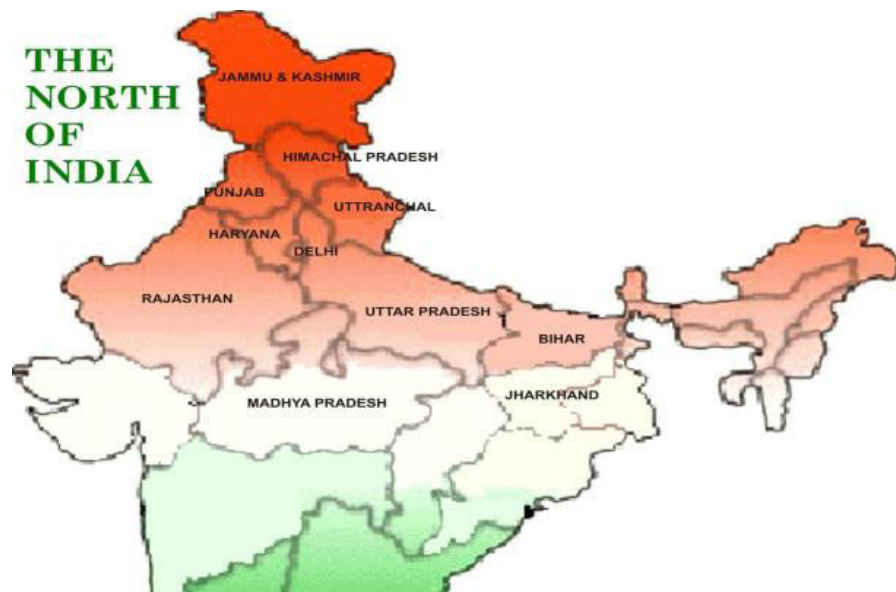 THE
NORTH
OF
INDIA
JAMMU & KASHMIR
HIMACHAL PRADESH
PUNJAB
UTTRANCHAL
HARYANA
DELHI
RAJASTHAN
UTTAR PRADESH
BIHAR
MADHYA PRADESH
JHARKHAND